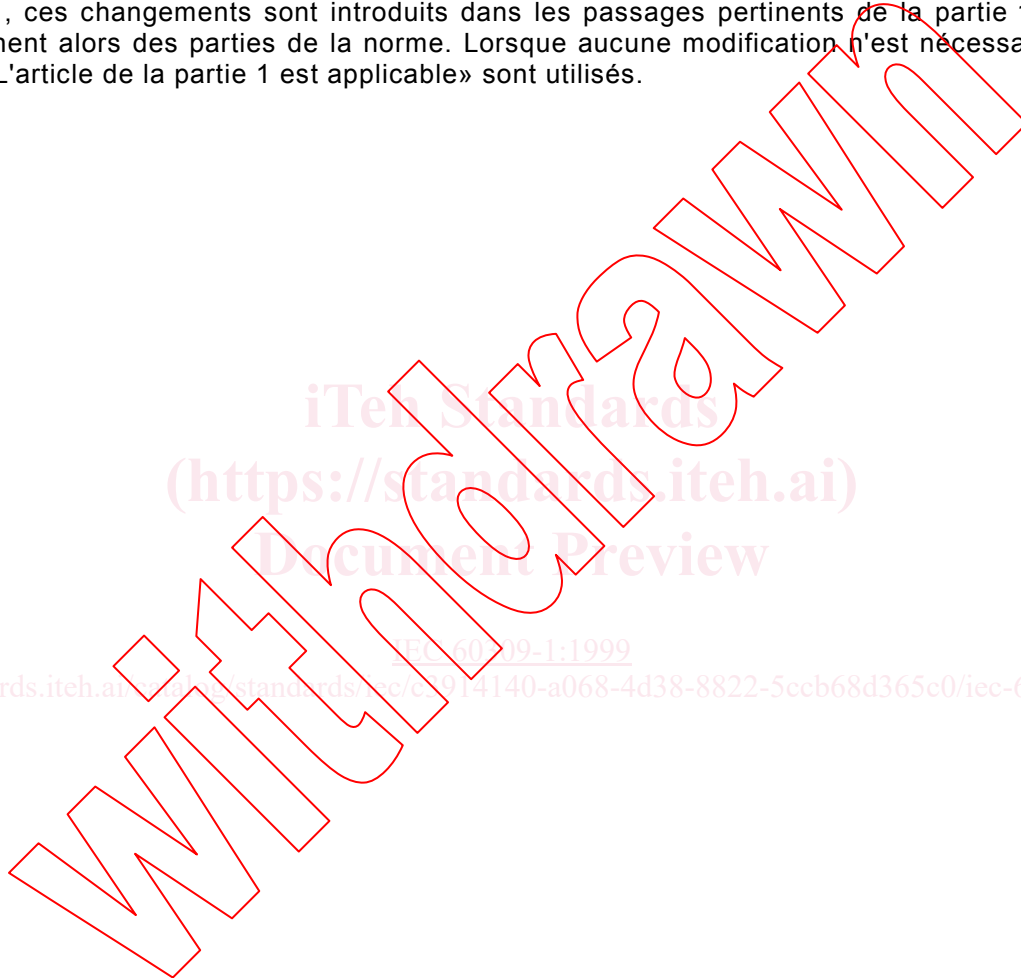 , ces changements sont introduits dans les passages pertinents de la partie
ment alors des parties de la norme. Lorsque aucune modification n'est
L'article de la partie 1 est applicable» sont utilisés.
iTeh Standards
(https://standards.iteh.ai)
Document Preview
IEC 60309-1:1999
rds.iteh.ai/catalog/standards/iec/c3914140-a068-4d38-8822-5ccb68d365c0/iec-6
withdrawn